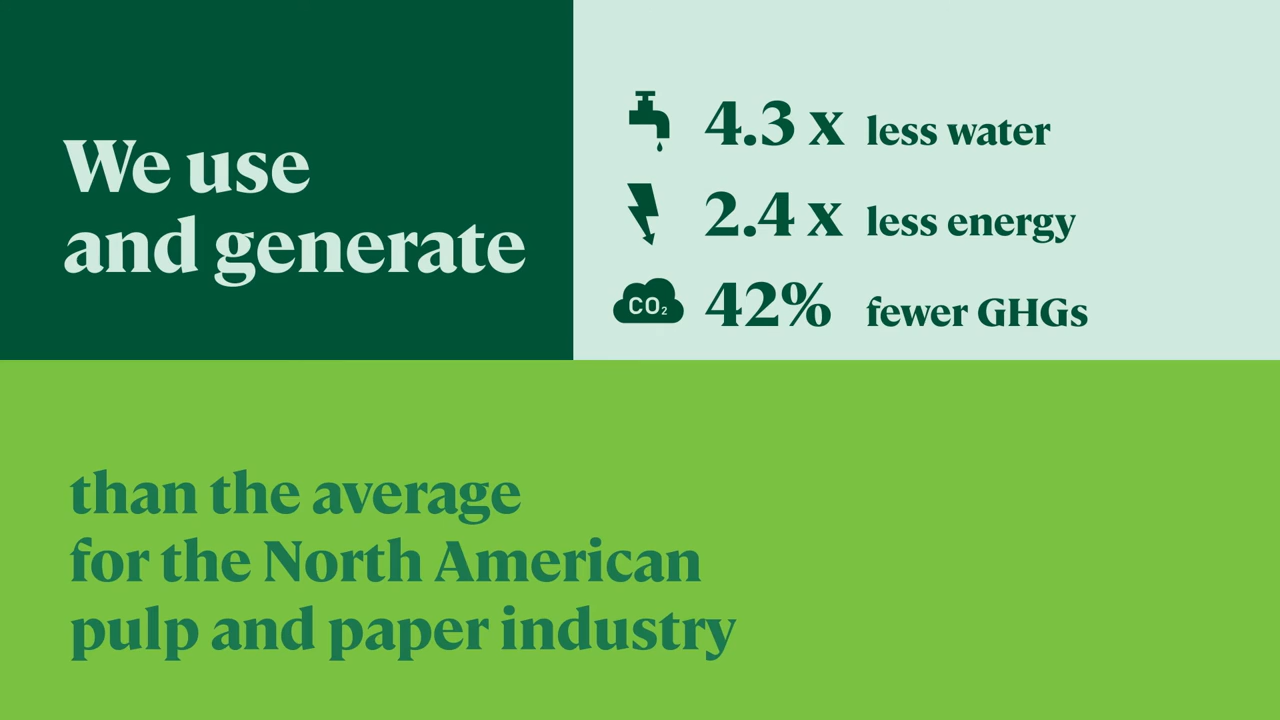 We use
and generate
4.3 x less water
2.4 x less energy
CO₂ 42% fewer GHGs
than the average
for the North American
pulp and paper industry